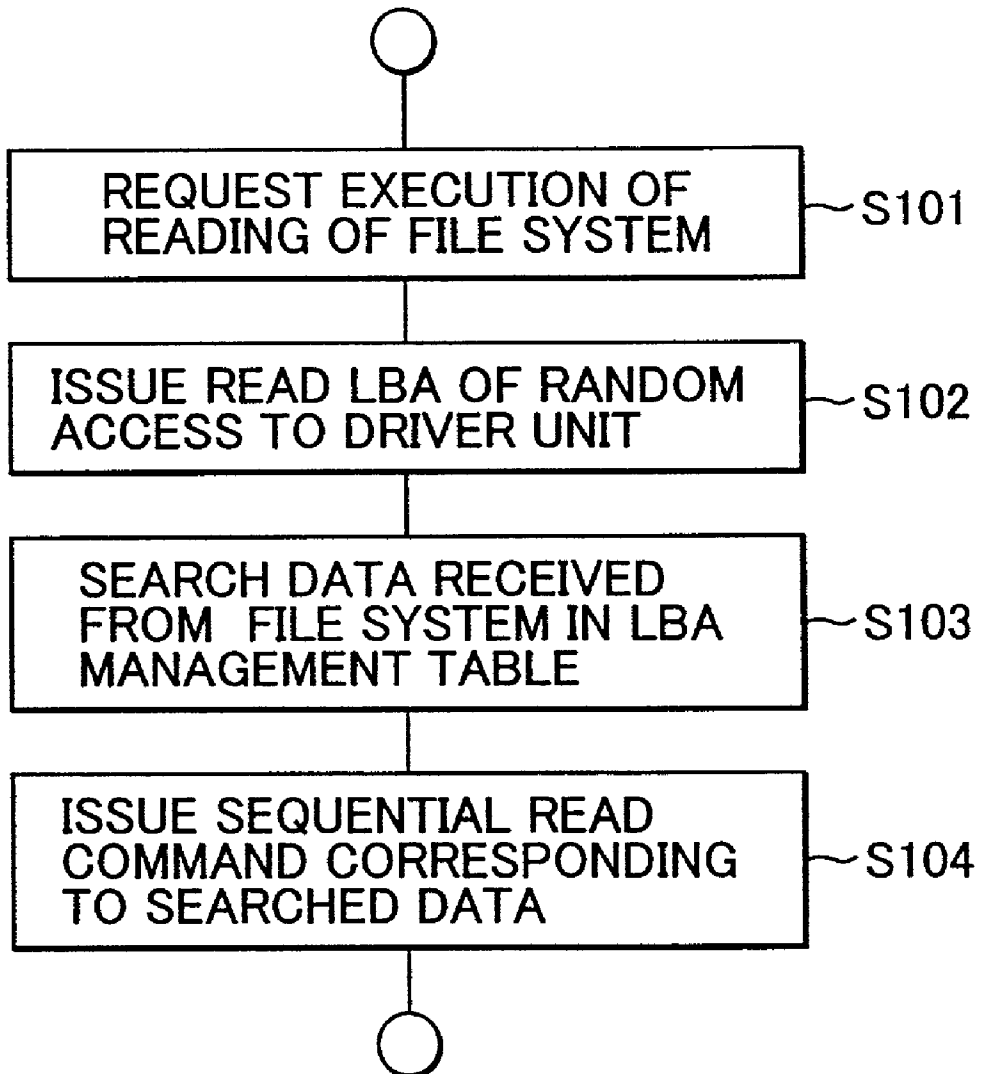 REQUEST EXECUTION OF
READING OF FILE SYSTEM
S101
ISSUE READ LBA OF RANDOM
ACCESS TO DRIVER UNIT
S102
SEARCH DATA RECEIVED
FROM FILE SYSTEM IN LBA
MANAGEMENT TABLE
S103
ISSUE SEQUENTIAL READ
COMMAND CORRESPONDING
TO SEARCHED DATA
S104